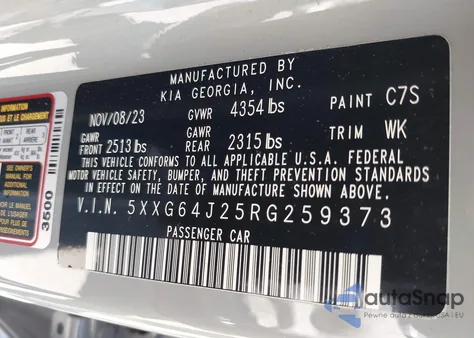 MANUFACTURED BY
KIA GEORGIA, INC.
NOV/08/23 GVWR 4354 lbs PAINT C7S
GAWR GAWR
FRONT 2513 lbs REAR 2315 lbs TRIM WK
THIS VEHICLE CONFORMS TO ALL APPLICABLE U.S.A. FEDERAL
MOTOR VEHICLE SAFETY, BUMPER, AND THEFT PREVENTION STANDARDS
IN EFFECT ON THE DATE OF MANUFACTURE SHOWN ABOVE.
V.I.N. 5XXG64J25RG259373
PASSENGER CAR
3500
autoSnap